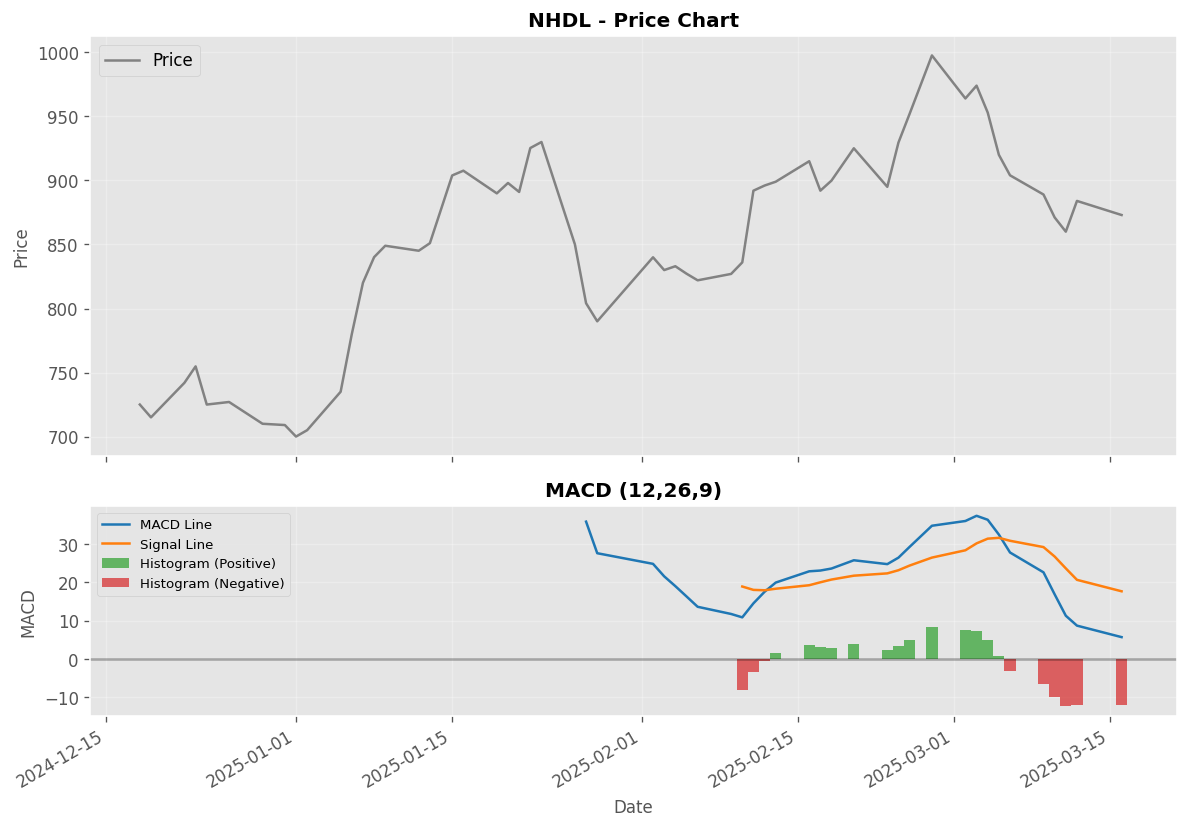 NHDL - Price Chart
Price
1000
950
900
850
800
750
700
Price
MACD (12,26,9)
MACD Line
Signal Line
Histogram (Positive)
Histogram (Negative)
30
20
10
0
−10
MACD
2024-12-15
2025-01-01
2025-01-15
2025-02-01
2025-02-15
2025-03-01
2025-03-15
Date